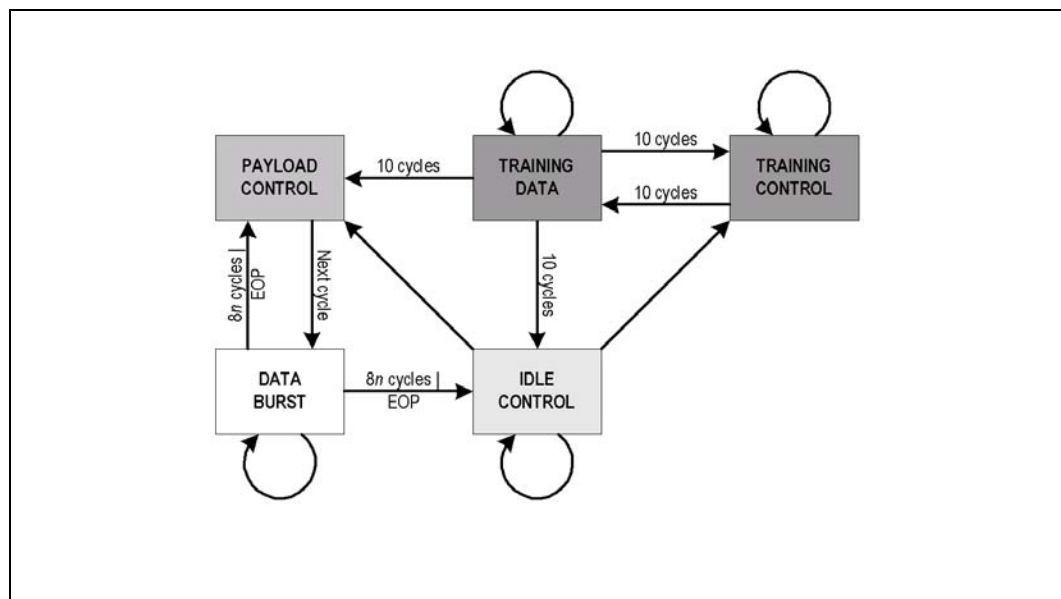 10 cycles
PAYLOAD
CONTROL
10 cycles
TRAINING
DATA
10 cycles
TRAINING
CONTROL
8n cycles |
EOP
Next cycle
10 cycles
DATA
BURST
8n cycles |
EOP
IDLE
CONTROL